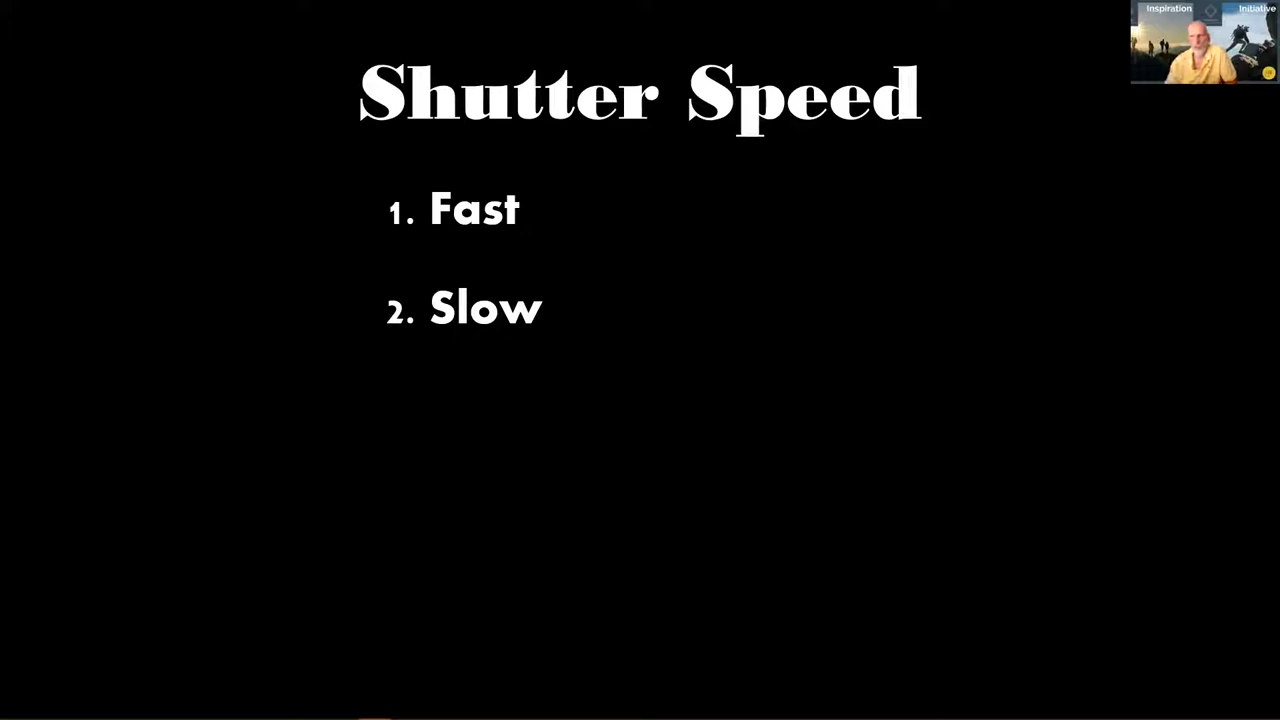 Inspiration
Initiative
Shutter Speed
1. Fast
2. Slow